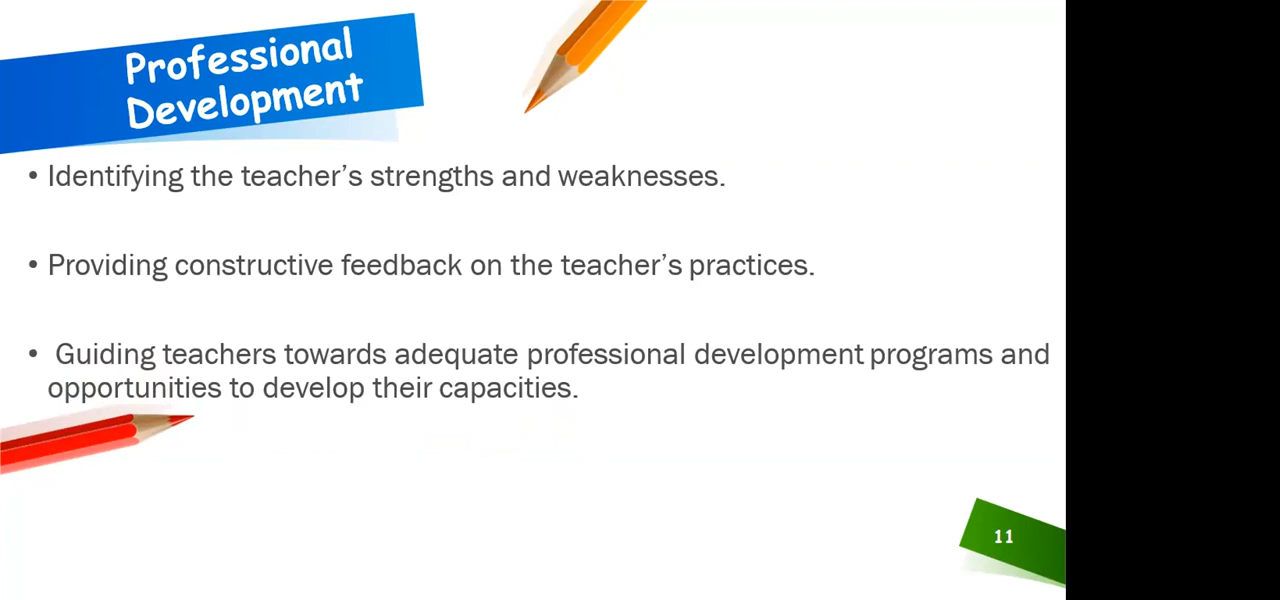 Professional
Development
• Identifying the teacher’s strengths and weaknesses.
• Providing constructive feedback on the teacher’s practices.
• Guiding teachers towards adequate professional development programs and
opportunities to develop their capacities.
11